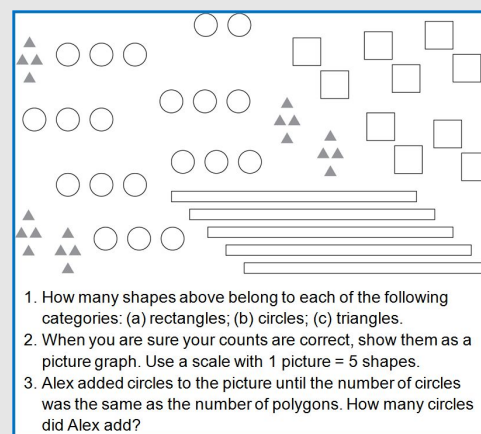 1. How many shapes above belong to each of the following
categories: (a) rectangles; (b) circles; (c) triangles.
2. When you are sure your counts are correct, show them as a
picture graph. Use a scale with 1 picture = 5 shapes.
3. Alex added circles to the picture until the number of circles
was the same as the number of polygons. How many circles
did Alex add?